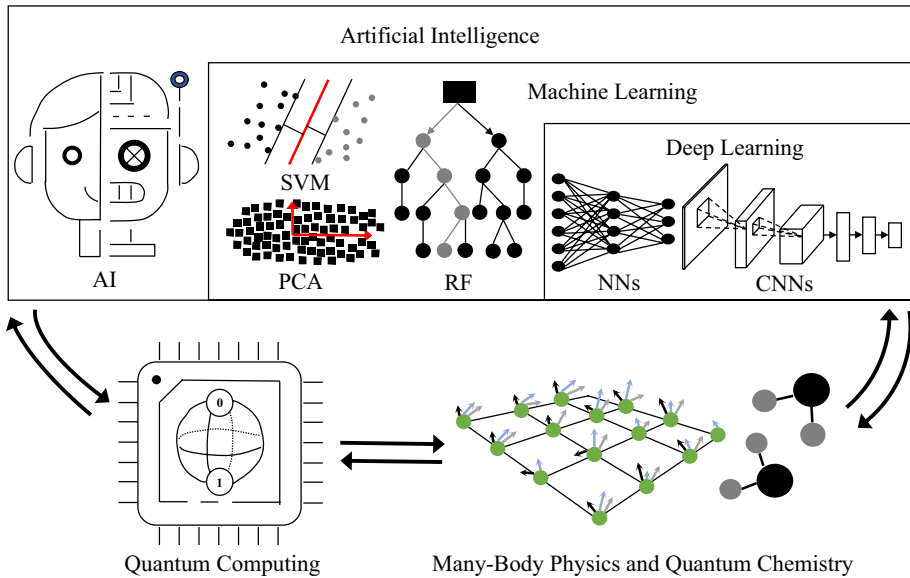 Artificial Intelligence
Machine Learning
Deep Learning
SVM
AI
PCA
RF
NNs
CNNs
0
1
Quantum Computing
Many-Body Physics and Quantum Chemistry